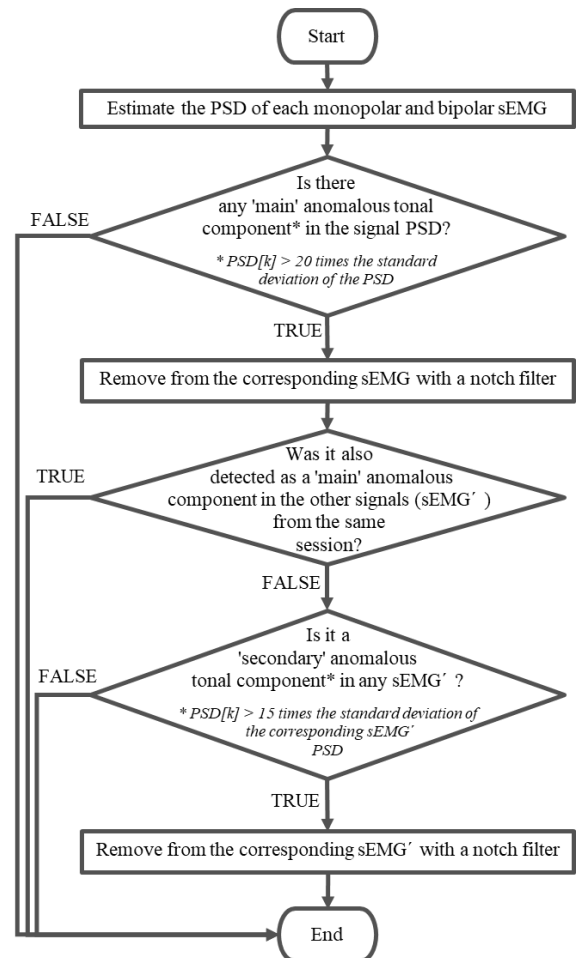 Start
Estimate the PSD of each monopolar and bipolar sEMG
Is there
any 'main' anomalous tonal
component* in the signal PSD?
* PSD[k] > 20 times the standard
deviation of the PSD
FALSE
TRUE
Remove from the corresponding sEMG with a notch filter
Was it also
detected as a 'main' anomalous
component in the other signals (sEMG´ )
from the same
session?
TRUE
FALSE
Is it a
'secondary' anomalous
tonal component* in any sEMG´ ?
* PSD[k] > 15 times the standard deviation of
the corresponding sEMG´
PSD
FALSE
TRUE
Remove from the corresponding sEMG´ with a notch filter
End